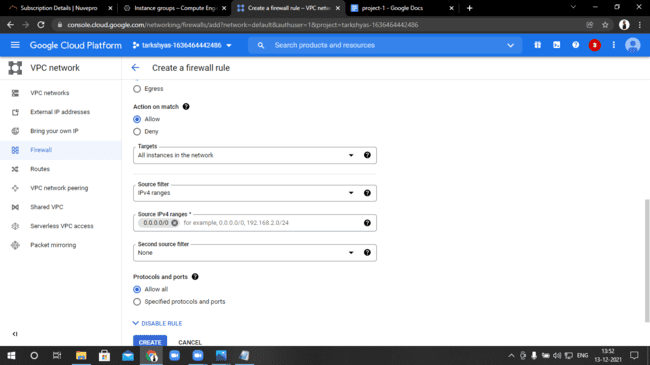 Subscription Details | Nuvepro
Instance groups – Compute Eng
Create a firewall rule – VPC netw
project-1 - Google Docs
console.cloud.google.com/networking/firewalls/add?network=default&authuser=1&project=tarkshyas-1636464442486
Google Cloud Platform
tarkshyas-1636464442486
Search products and resources
3
VPC network
Create a firewall rule
VPC networks
External IP addresses
Bring your own IP
Firewall
Routes
VPC network peering
Shared VPC
Serverless VPC access
Packet mirroring
Egress
Action on match
Allow
Deny
Targets
All instances in the network
Source filter
IPv4 ranges
Source IPv4 ranges *
0.0.0.0/0 for example, 0.0.0.0/0, 192.168.2.0/24
Second source filter
None
Protocols and ports
Allow all
Specified protocols and ports
DISABLE RULE
CREATE CANCEL
ENG
13:52
13-12-2021